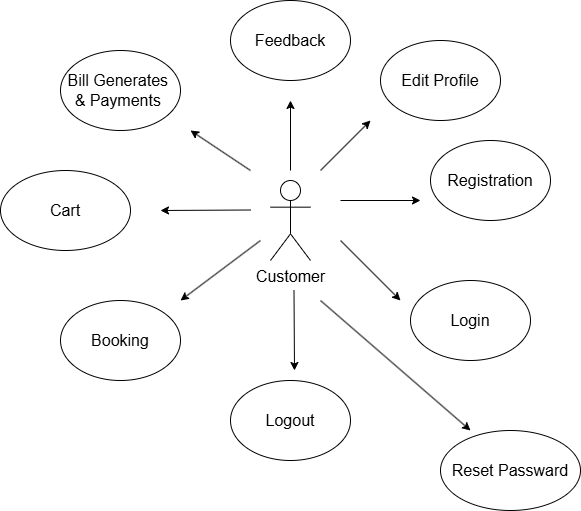 Feedback
Bill Generates
& Payments
Edit Profile
Registration
Cart
Customer
Login
Booking
Logout
Reset Passward